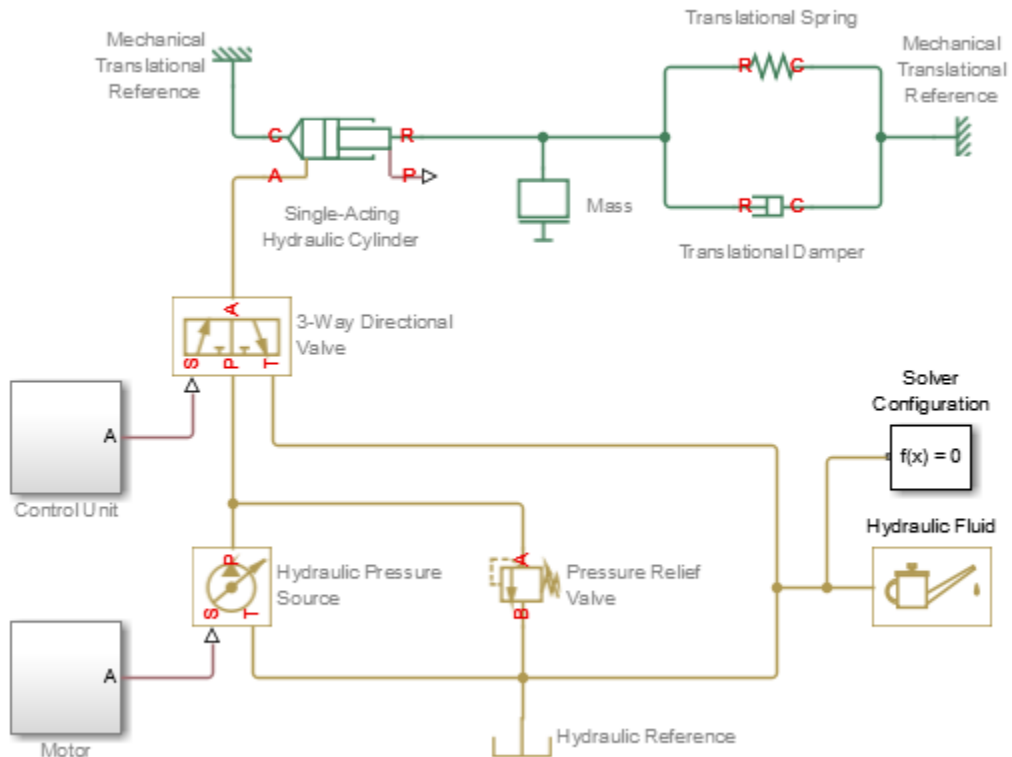 Translational Spring
Mechanical
Translational
Reference
Mechanical
Translational
Reference
R
C
C
R
A
P
Single-Acting
Hydraulic Cylinder
Mass
R
C
Translational Damper
A
3-Way Directional
Valve
S
P
T
A
Control Unit
Solver
Configuration
f(x) = 0
Hydraulic Fluid
P
Hydraulic Pressure
Source
S
T
A
Pressure Relief
Valve
B
A
Motor
Hydraulic Reference